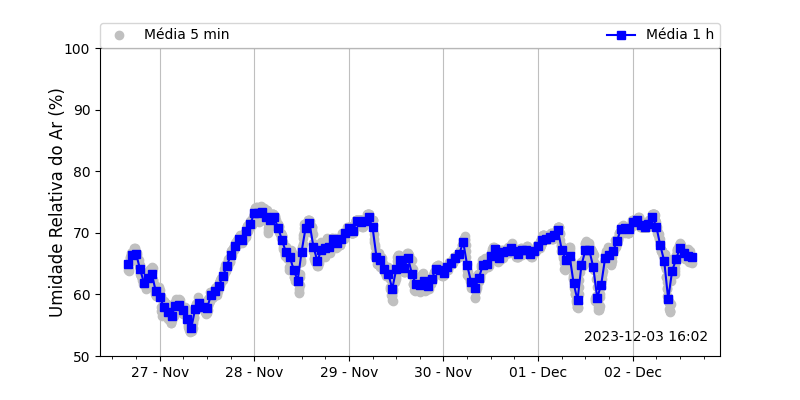 Média 5 min Média 1 h
Umidade Relativa do Ar (%)
100
90
80
70
60
50
2023-12-03 16:02
27 - Nov 28 - Nov 29 - Nov 30 - Nov 01 - Dec 02 - Dec